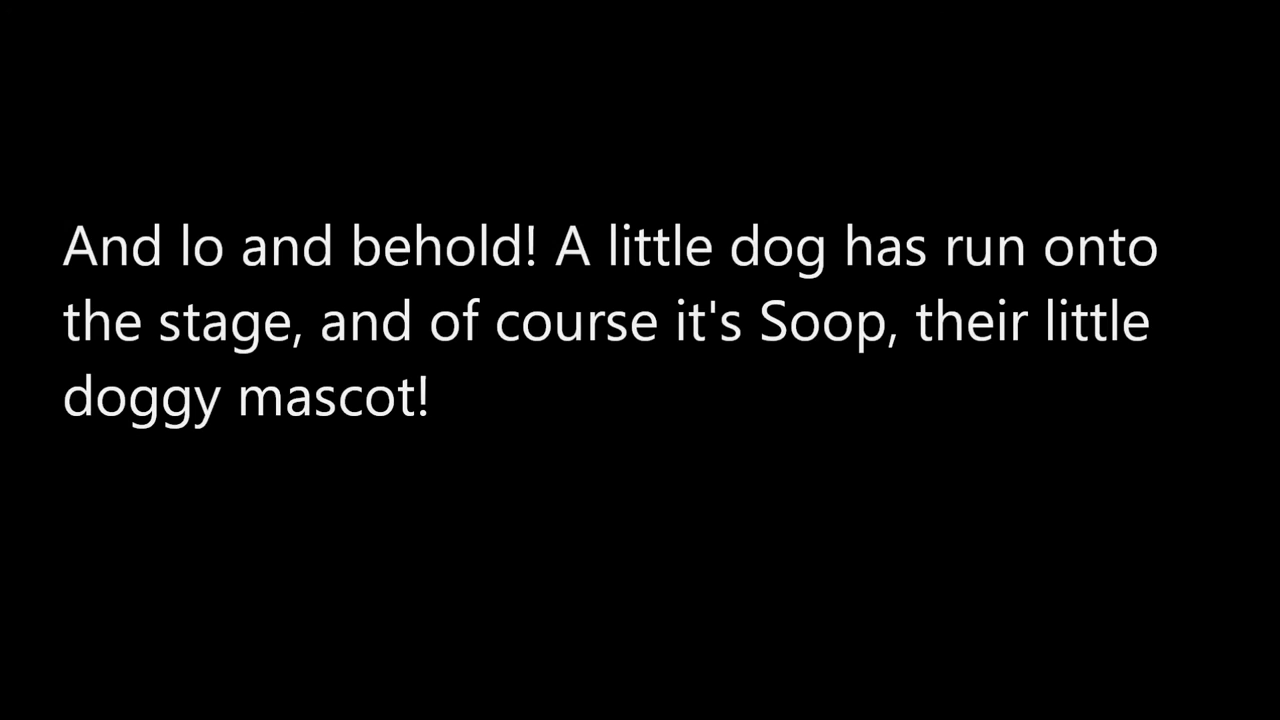 And lo and behold! A little dog has run onto
the stage, and of course it's Soop, their little
doggy mascot!